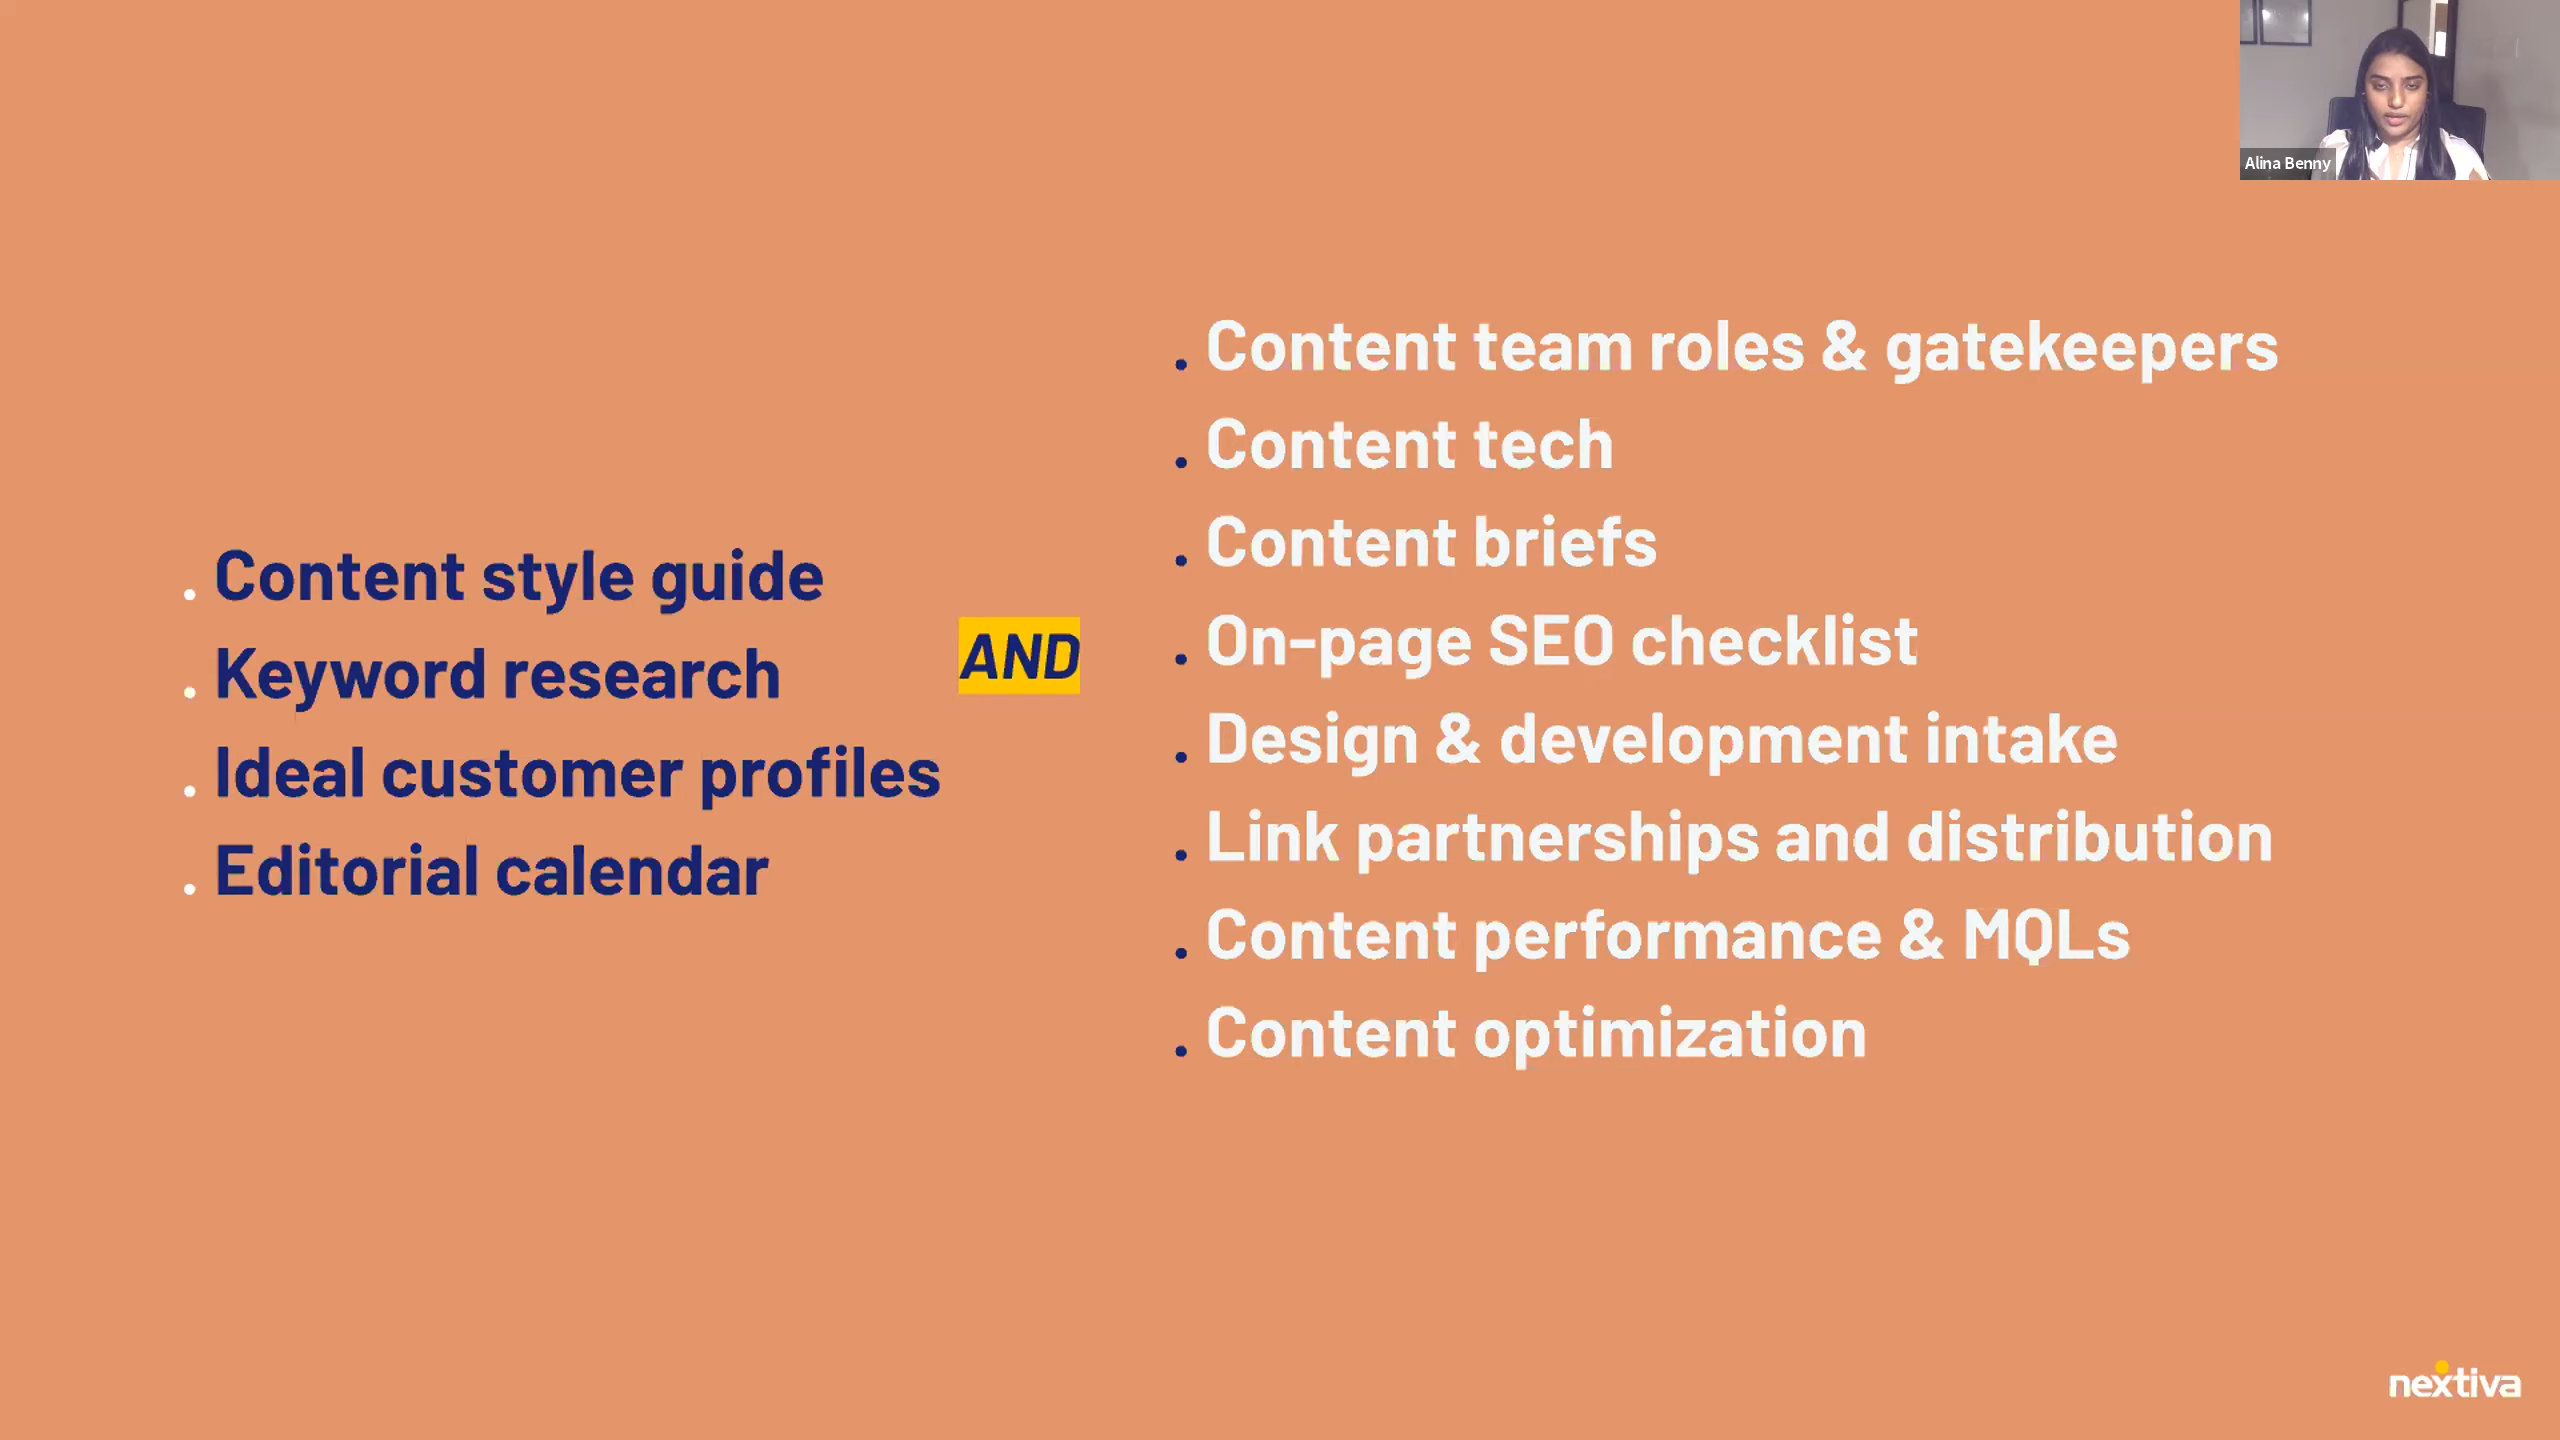 Alina Benny
. Content style guide
. Keyword research
. Ideal customer profiles
. Editorial calendar
AND
. Content team roles & gatekeepers
. Content tech
. Content briefs
. On-page SEO checklist
. Design & development intake
. Link partnerships and distribution
. Content performance & MQLs
. Content optimization
nextiva